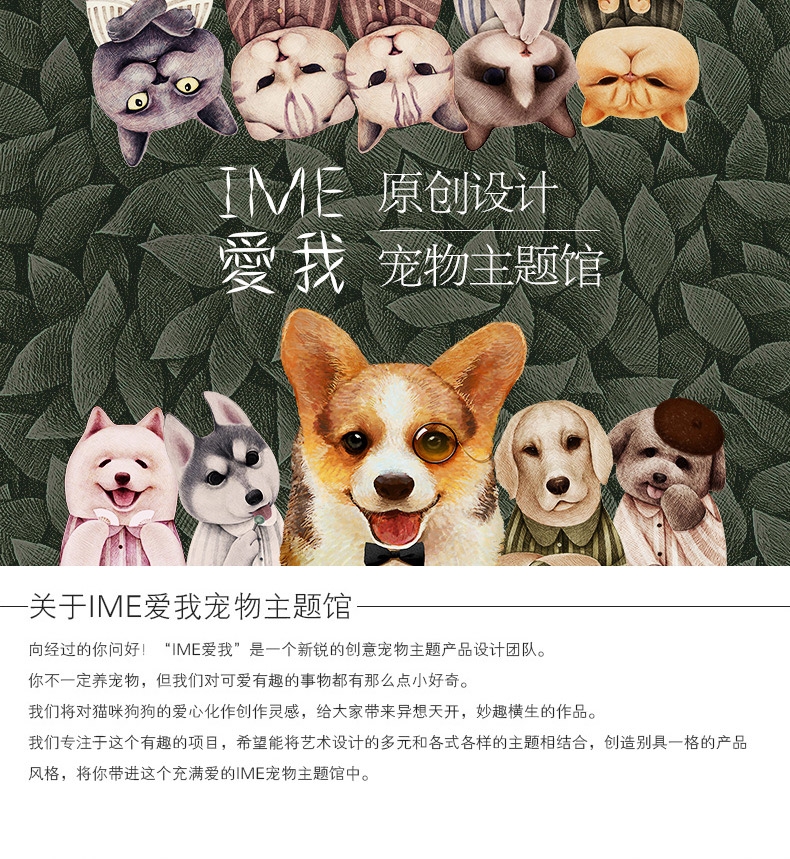 IME
愛我
原创设计
宠物主题馆
关于IME爱我宠物主题馆
向经过的你问好！“IME爱我”是一个新锐的创意宠物主题产品设计团队。
你不一定养宠物，但我们对可爱有趣的事物都有那么点小好奇。
我们将对猫咪狗狗的爱心化作创作灵感，给大家带来异想天开，妙趣横生的作品。
我们专注于这个有趣的项目，希望能将艺术设计的多元和各式各样的主题相结合，创造别具一格的产品
风格，将你带进这个充满爱的IME宠物主题馆中。